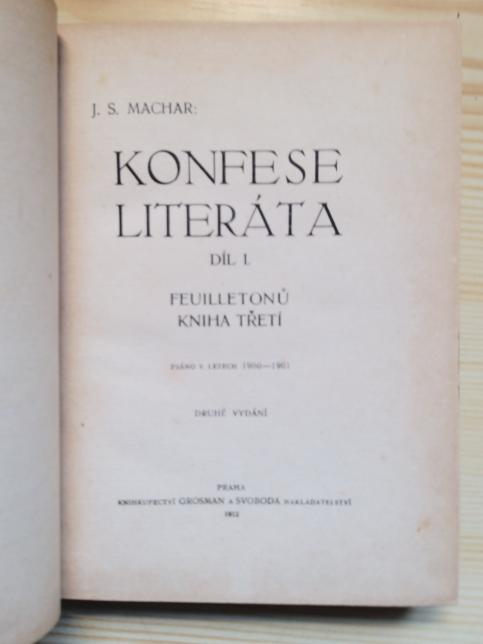 J. S. MACHAR:
KONFESE
LITERÁTA
DÍL I.
FEUILLETONŮ
KNIHA TŘETÍ
PSÁNO V LETECH 1900—1901
DRUHÉ VYDÁNÍ
PRAHA
KNIHKUPECTVÍ GROSMAN A SVOBODA NAKLADATELSTVÍ
1912